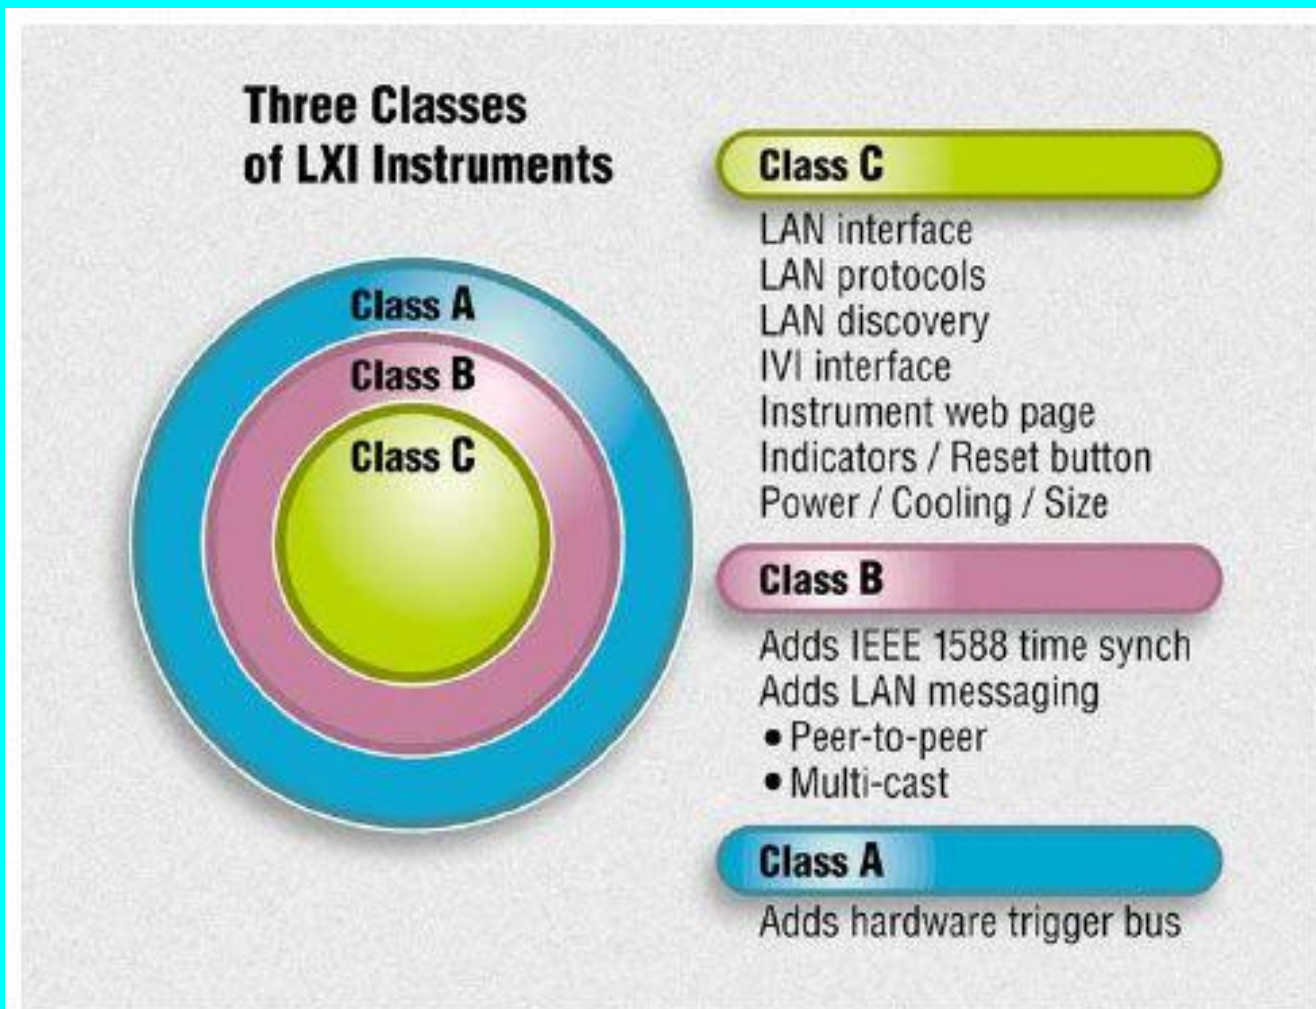 Three Classes
of LXI Instruments
Class A
Class B
Class C
Class C
LAN interface
LAN protocols
LAN discovery
IVI interface
Instrument web page
Indicators / Reset button
Power / Cooling / Size
Class B
Adds IEEE 1588 time synch
Adds LAN messaging
• Peer-to-peer
• Multi-cast
Class A
Adds hardware trigger bus